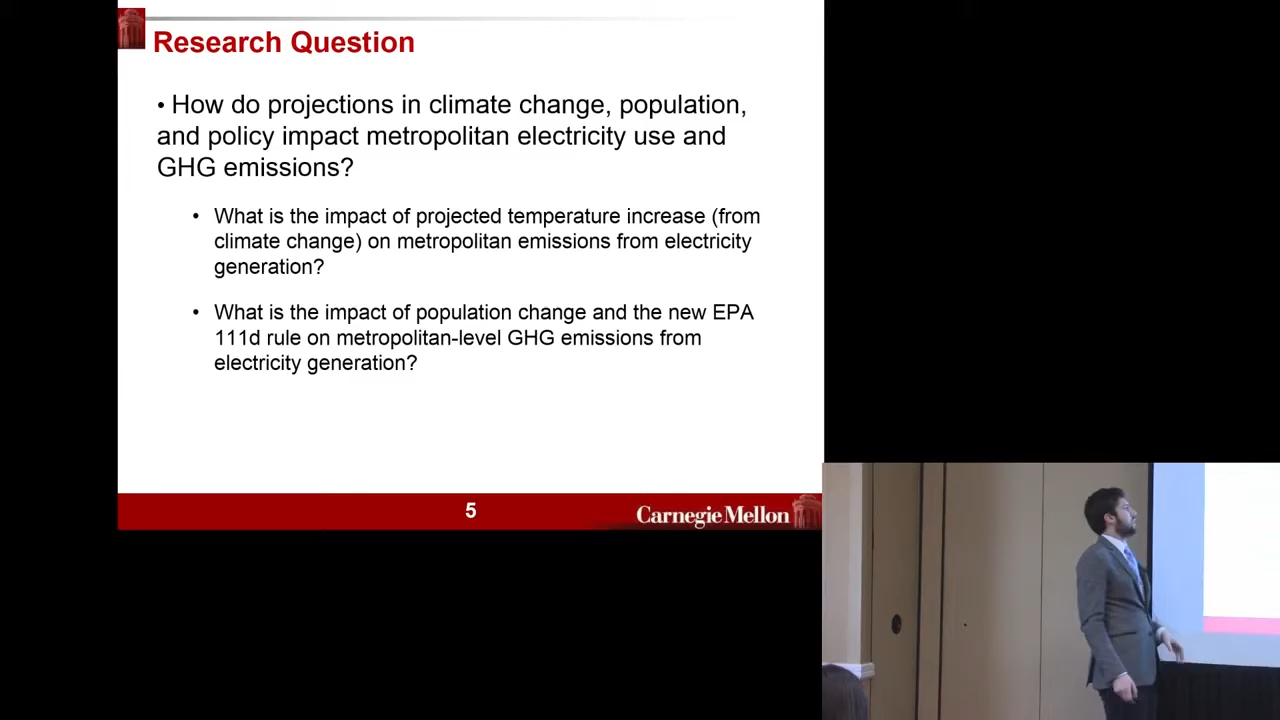 Research Question
• How do projections in climate change, population,
and policy impact metropolitan electricity use and
GHG emissions?
• What is the impact of projected temperature increase (from
climate change) on metropolitan emissions from electricity
generation?
• What is the impact of population change and the new EPA
111d rule on metropolitan-level GHG emissions from
electricity generation?
5
Carnegie Mellon